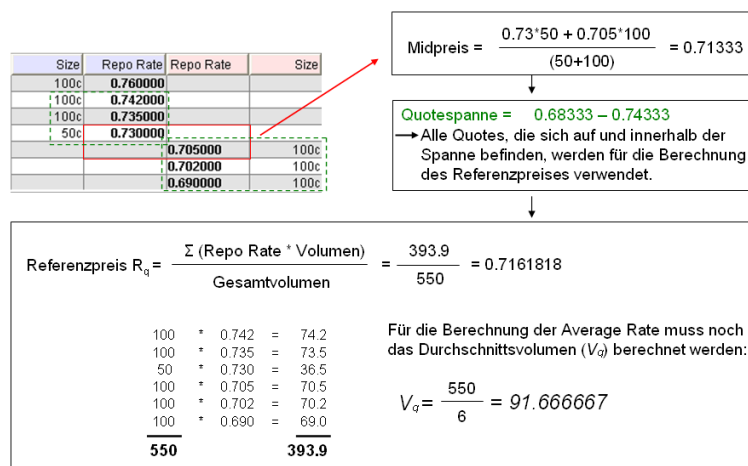 Size Repo Rate Repo Rate Size
100c 0.760000
100c 0.742000
100c 0.735000
50c 0.730000
0.705000 100c
0.702000 100c
0.690000 100c
Midpreis = 0.73*50 + 0.705*100 / (50+100) = 0.71333
Quotespanne = 0.68333 – 0.74333
→ Alle Quotes, die sich auf und innerhalb der
Spanne befinden, werden für die Berechnung
des Referenzpreises verwendet.
Referenzpreis Rq = Σ (Repo Rate * Volumen) / Gesamtvolumen = 393.9 / 550 = 0.7161818
100 * 0.742 = 74.2
100 * 0.735 = 73.5
50 * 0.730 = 36.5
100 * 0.705 = 70.5
100 * 0.702 = 70.2
100 * 0.690 = 69.0
550 393.9
Für die Berechnung der Average Rate muss noch
das Durchschnittsvolumen (Vq) berechnet werden:
Vq = 550 / 6 = 91.666667